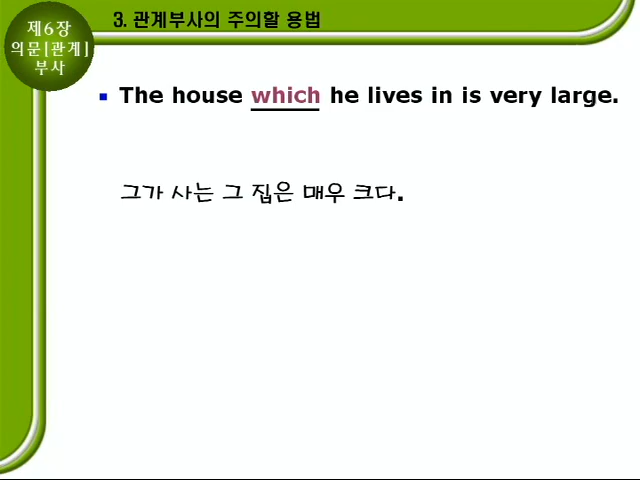 제6장
의문[관계]
부사
3. 관계부사의 주의할 용법
The house which he lives in is very large.
그가 사는 그 집은 매우 크다.